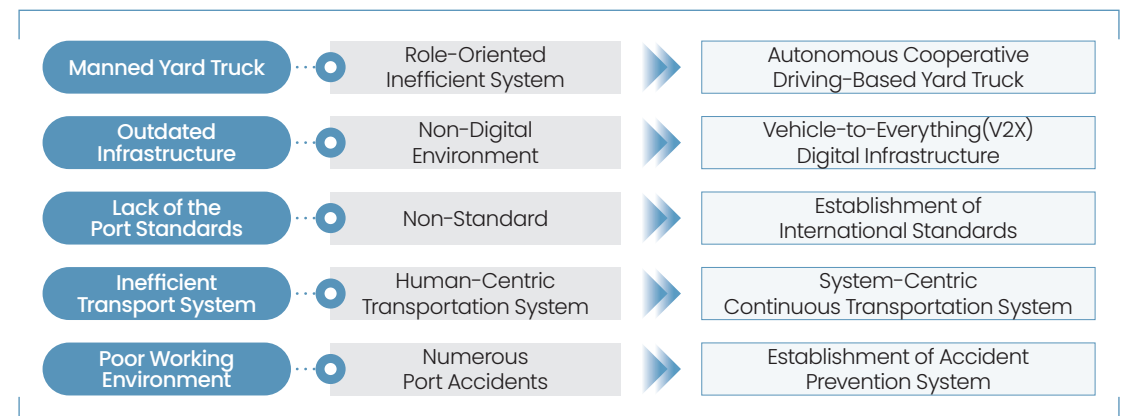 Manned Yard Truck
Role-Oriented
Inefficient System
Autonomous Cooperative
Driving-Based Yard Truck
Outdated
Infrastructure
Non-Digital
Environment
Vehicle-to-Everything(V2X)
Digital Infrastructure
Lack of the
Port Standards
Non-Standard
Establishment of
International Standards
Inefficient
Transport System
Human-Centric
Transportation System
System-Centric
Continuous Transportation System
Poor Working
Environment
Numerous
Port Accidents
Establishment of Accident
Prevention System